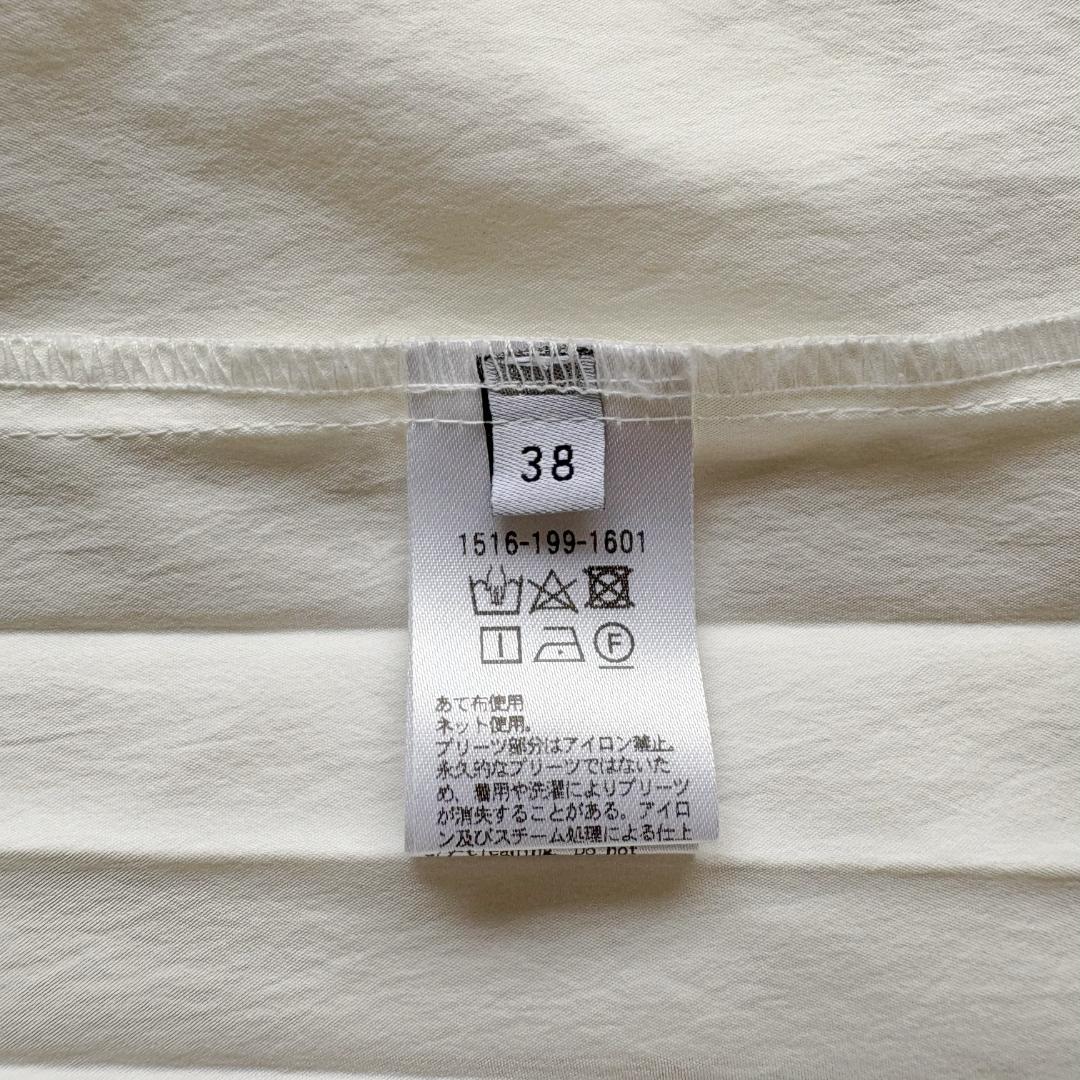 38
1516-199-1601
F
あて布使用
ネット使用。
プリーツ部分はアイロン禁止。
永久的なプリーツではないた
め、着用や洗濯によりプリーツ
が消失することがある。アイロ
ン及びスチーム処理による仕上
Do not